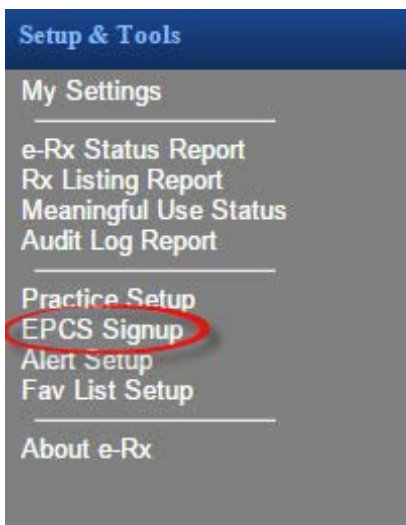 Setup & Tools
My Settings
e-Rx Status Report
Rx Listing Report
Meaningful Use Status
Audit Log Report
Practice Setup
EPCS Signup
Alert Setup
Fav List Setup
About e-Rx